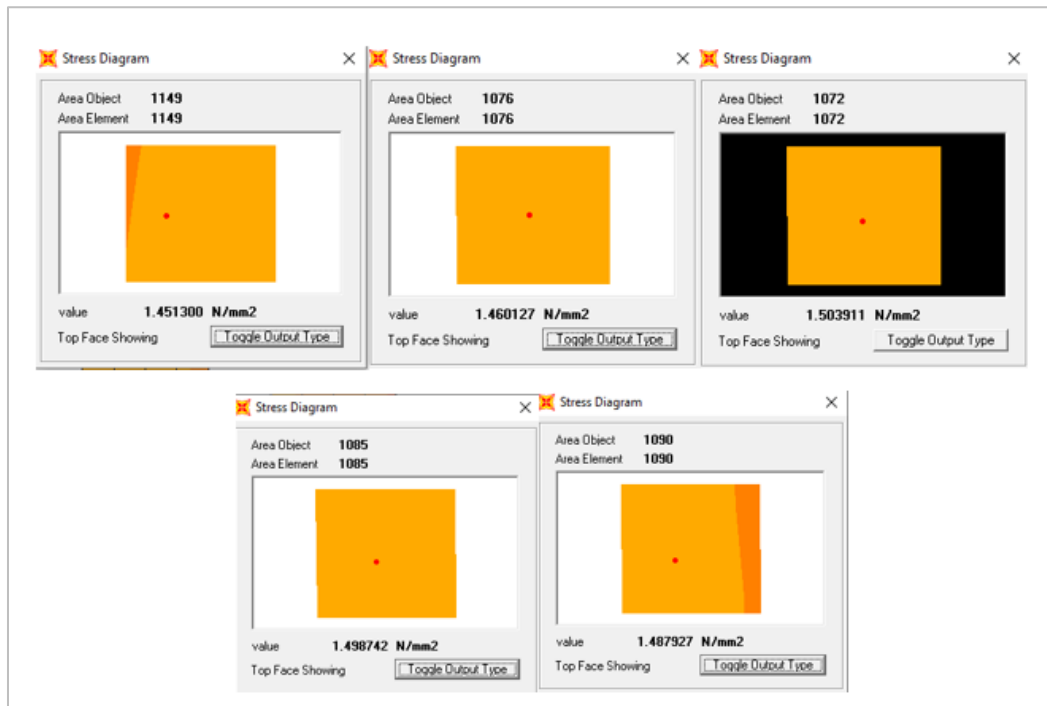 Stress Diagram
Area Object 1149
Area Element 1149
value 1.451300 N/mm2
Top Face Showing Toggle Output Type
Stress Diagram
Area Object 1076
Area Element 1076
value 1.460127 N/mm2
Top Face Showing Toggle Output Type
Stress Diagram
Area Object 1072
Area Element 1072
value 1.503911 N/mm2
Top Face Showing Toggle Output Type
Stress Diagram
Area Object 1085
Area Element 1085
value 1.498742 N/mm2
Top Face Showing Toggle Output Type
Stress Diagram
Area Object 1090
Area Element 1090
value 1.487927 N/mm2
Top Face Showing Toggle Output Type